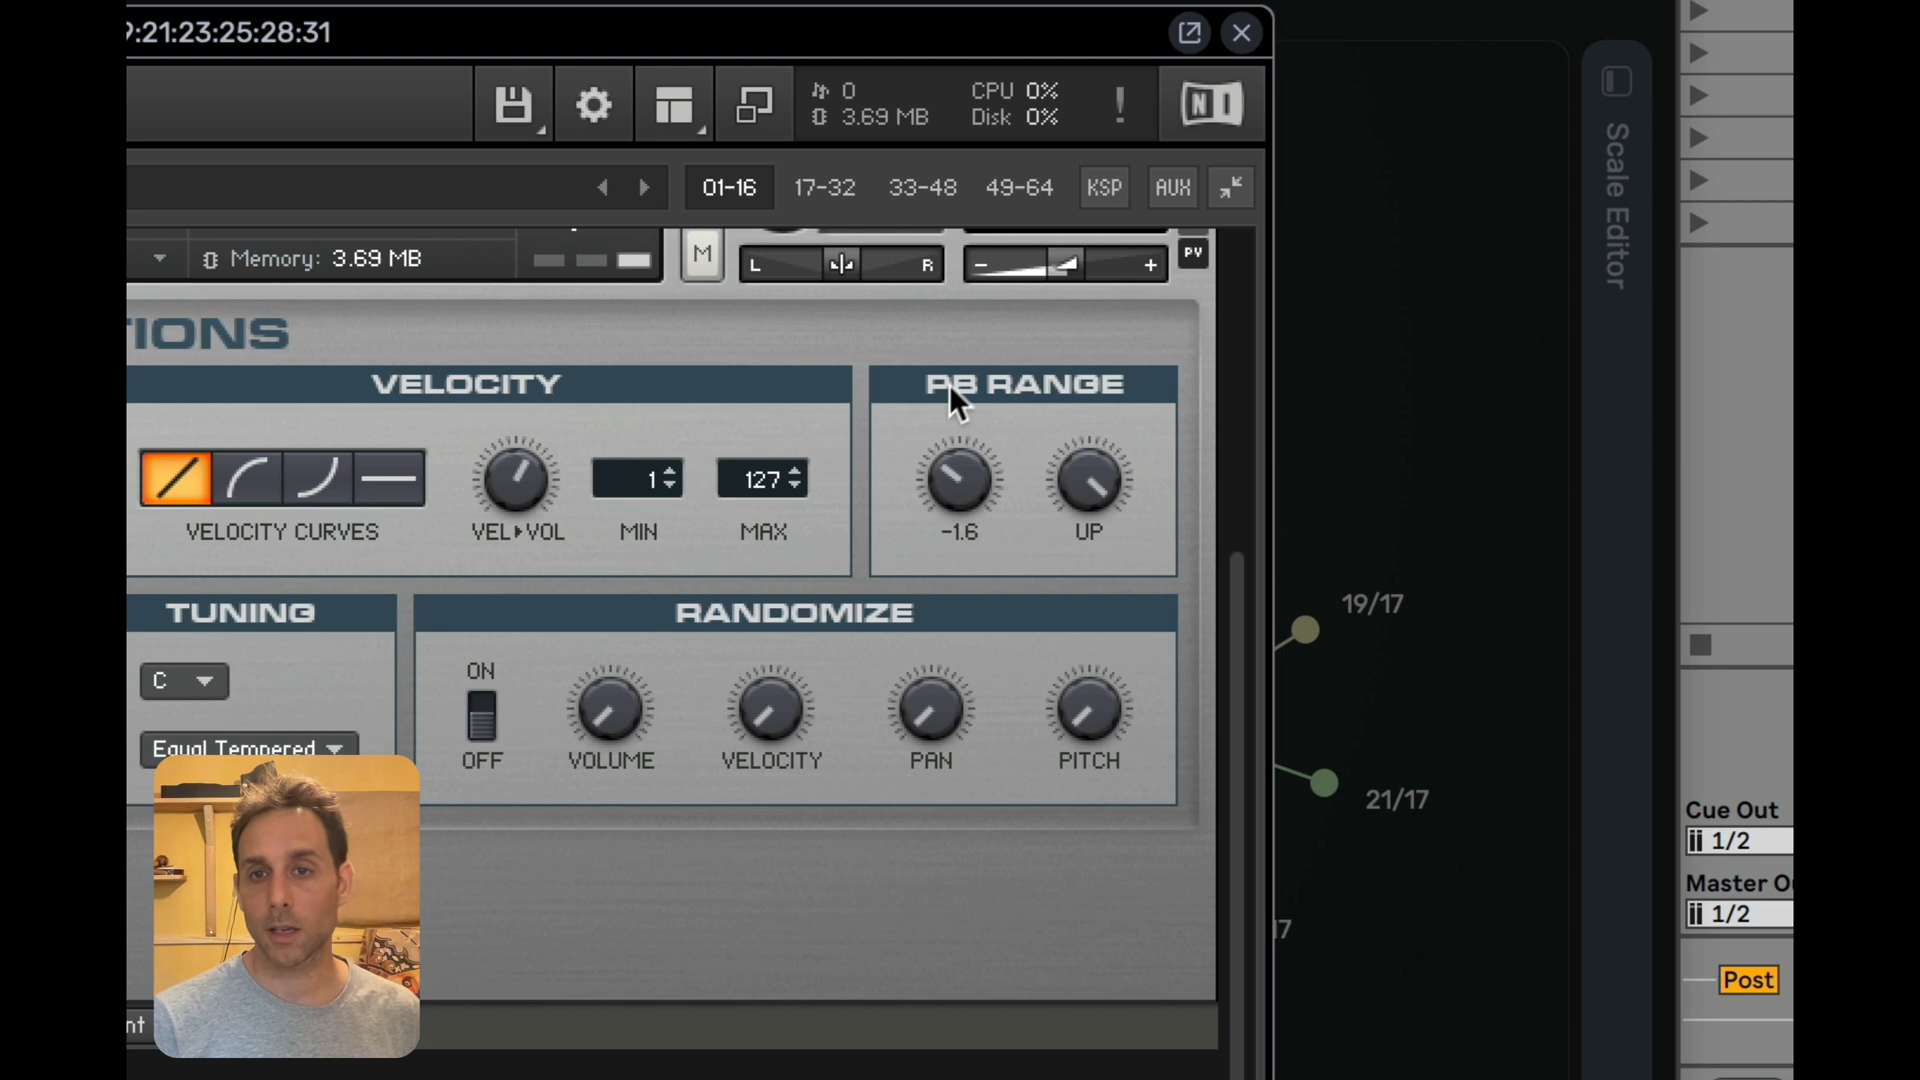 9:21:23:25:28:31
0
CPU 0%
3.69 MB
Disk 0%
!
NI
01-16
17-32
33-48
49-64
KSP
AUX
Memory: 3.69 MB
M
L
R
-
+
PV
TIONS
VELOCITY
PB RANGE
1
127
VELOCITY CURVES
VEL▸VOL
MIN
MAX
-1.6
UP
TUNING
RANDOMIZE
C
ON
OFF
VOLUME
VELOCITY
PAN
PITCH
Equal Tempered
nt
19/17
21/17
17
Scale Editor
Cue Out
1/2
Master O
1/2
Post